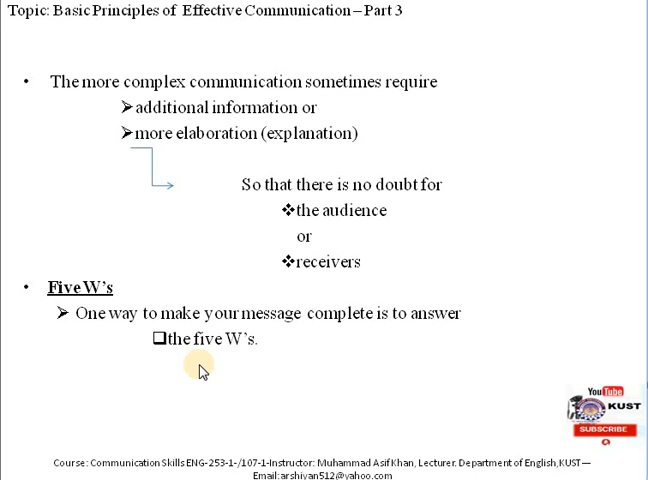 Topic: Basic Principles of Effective Communication – Part 3
• The more complex communication sometimes require
➢ additional information or
➢ more elaboration (explanation)
So that there is no doubt for
❖ the audience
or
❖ receivers
• Five W's
➢ One way to make your message complete is to answer
❑ the five W's.
YouTube
KUST
SUBSCRIBE
Course: Communication Skills ENG-253-1-/107-1-Instructor: Muhammad Asif Khan, Lecturer. Department of English, KUST—
Email:arshiyan512@yahoo.com